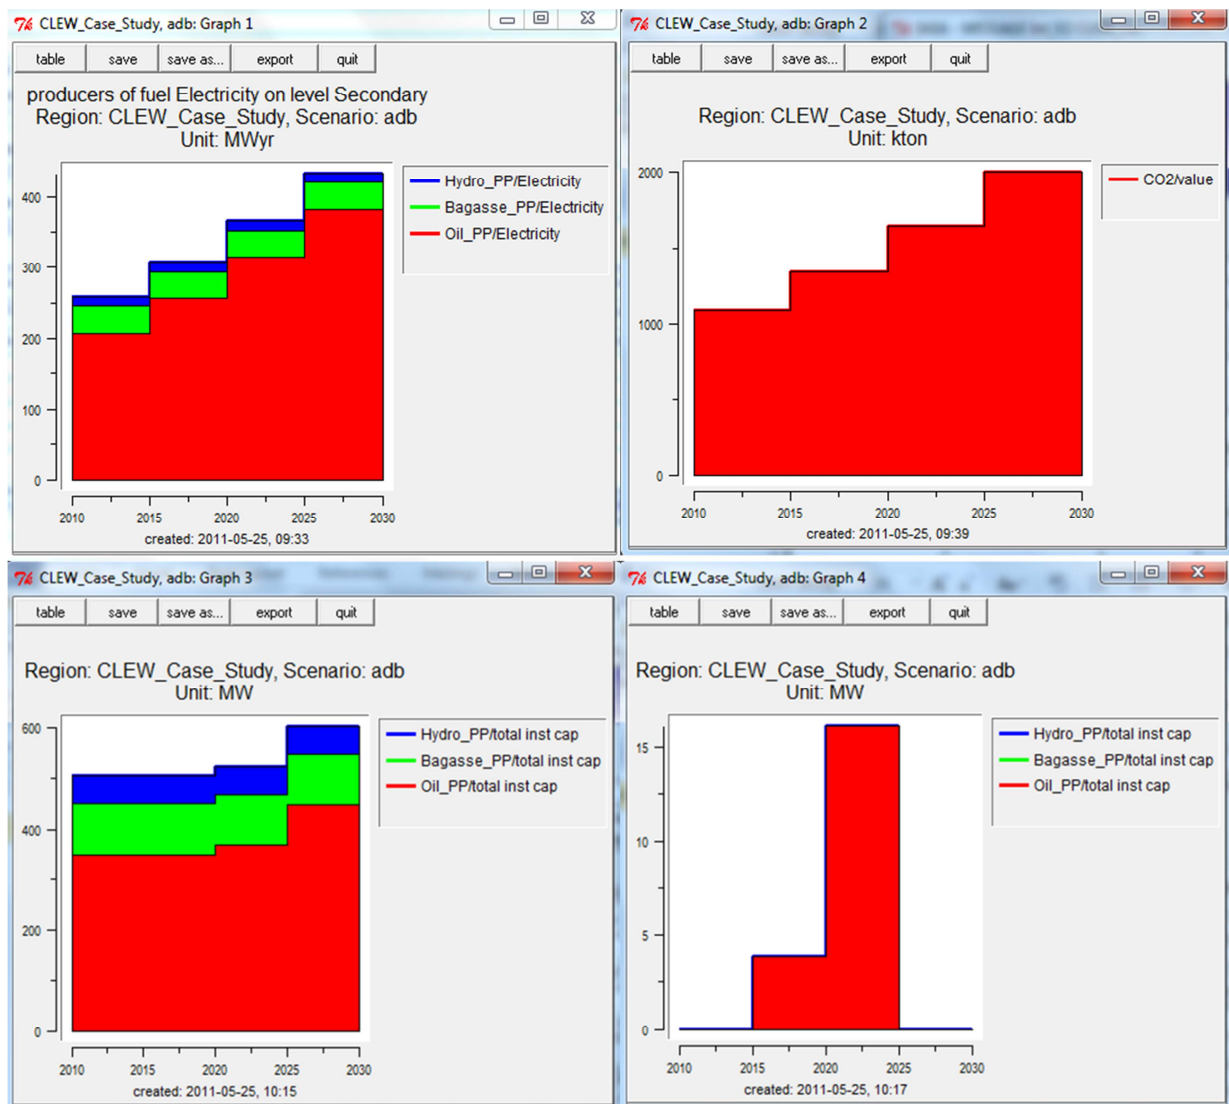 CLEW_Case_Study, adb: Graph 1
table save save as... export quit
producers of fuel Electricity on level Secondary
Region: CLEW_Case_Study, Scenario: adb
Unit: MWyr
Hydro_PP/Electricity
Bagasse_PP/Electricity
Oil_PP/Electricity
400
300
200
100
0
2010 2015 2020 2025 2030
created: 2011-05-25, 09:33
CLEW_Case_Study, adb: Graph 2
table save save as... export quit
Region: CLEW_Case_Study, Scenario: adb
Unit: kton
CO2/value
2000
1000
0
2010 2015 2020 2025 2030
created: 2011-05-25, 09:39
CLEW_Case_Study, adb: Graph 3
table save save as... export quit
Region: CLEW_Case_Study, Scenario: adb
Unit: MW
Hydro_PP/total inst cap
Bagasse_PP/total inst cap
Oil_PP/total inst cap
600
400
200
0
2010 2015 2020 2025 2030
created: 2011-05-25, 10:15
CLEW_Case_Study, adb: Graph 4
table save save as... export quit
Region: CLEW_Case_Study, Scenario: adb
Unit: MW
Hydro_PP/total inst cap
Bagasse_PP/total inst cap
Oil_PP/total inst cap
15
10
5
0
2010 2015 2020 2025 2030
created: 2011-05-25, 10:17